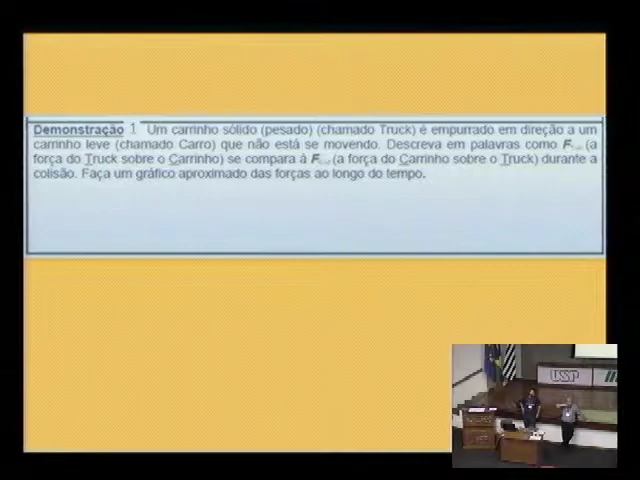 Demonstração 1 Um carrinho sólido (pesado) (chamado Truck) é empurrado em direção a um
carrinho leve (chamado Carro) que não está se movendo. Descreva em palavras como F (a
força do Truck sobre o Carrinho) se compara à F (a força do Carrinho sobre o Truck) durante a
colisão. Faça um gráfico aproximado das forças ao longo do tempo.
USP